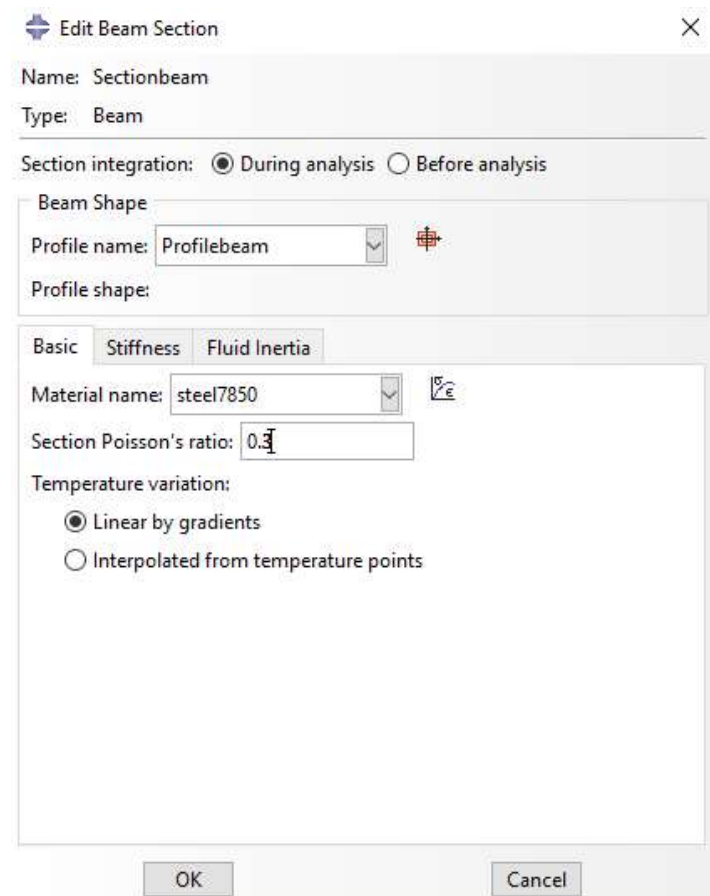 Edit Beam Section
Name: Sectionbeam
Type: Beam
Section integration: During analysis Before analysis
Beam Shape
Profile name: Profilebeam
Profile shape:
Basic Stiffness Fluid Inertia
Material name: steel7850
Section Poisson's ratio: 0.3
Temperature variation:
Linear by gradients
Interpolated from temperature points
OK Cancel